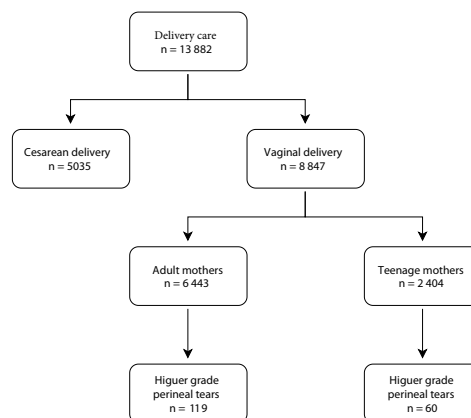 Delivery care
n = 13 882
Cesarean delivery
n = 5035
Vaginal delivery
n = 8 847
Adult mothers
n = 6 443
Teenage mothers
n = 2 404
Higuer grade
perineal tears
n = 119
Higuer grade
perineal tears
n = 60